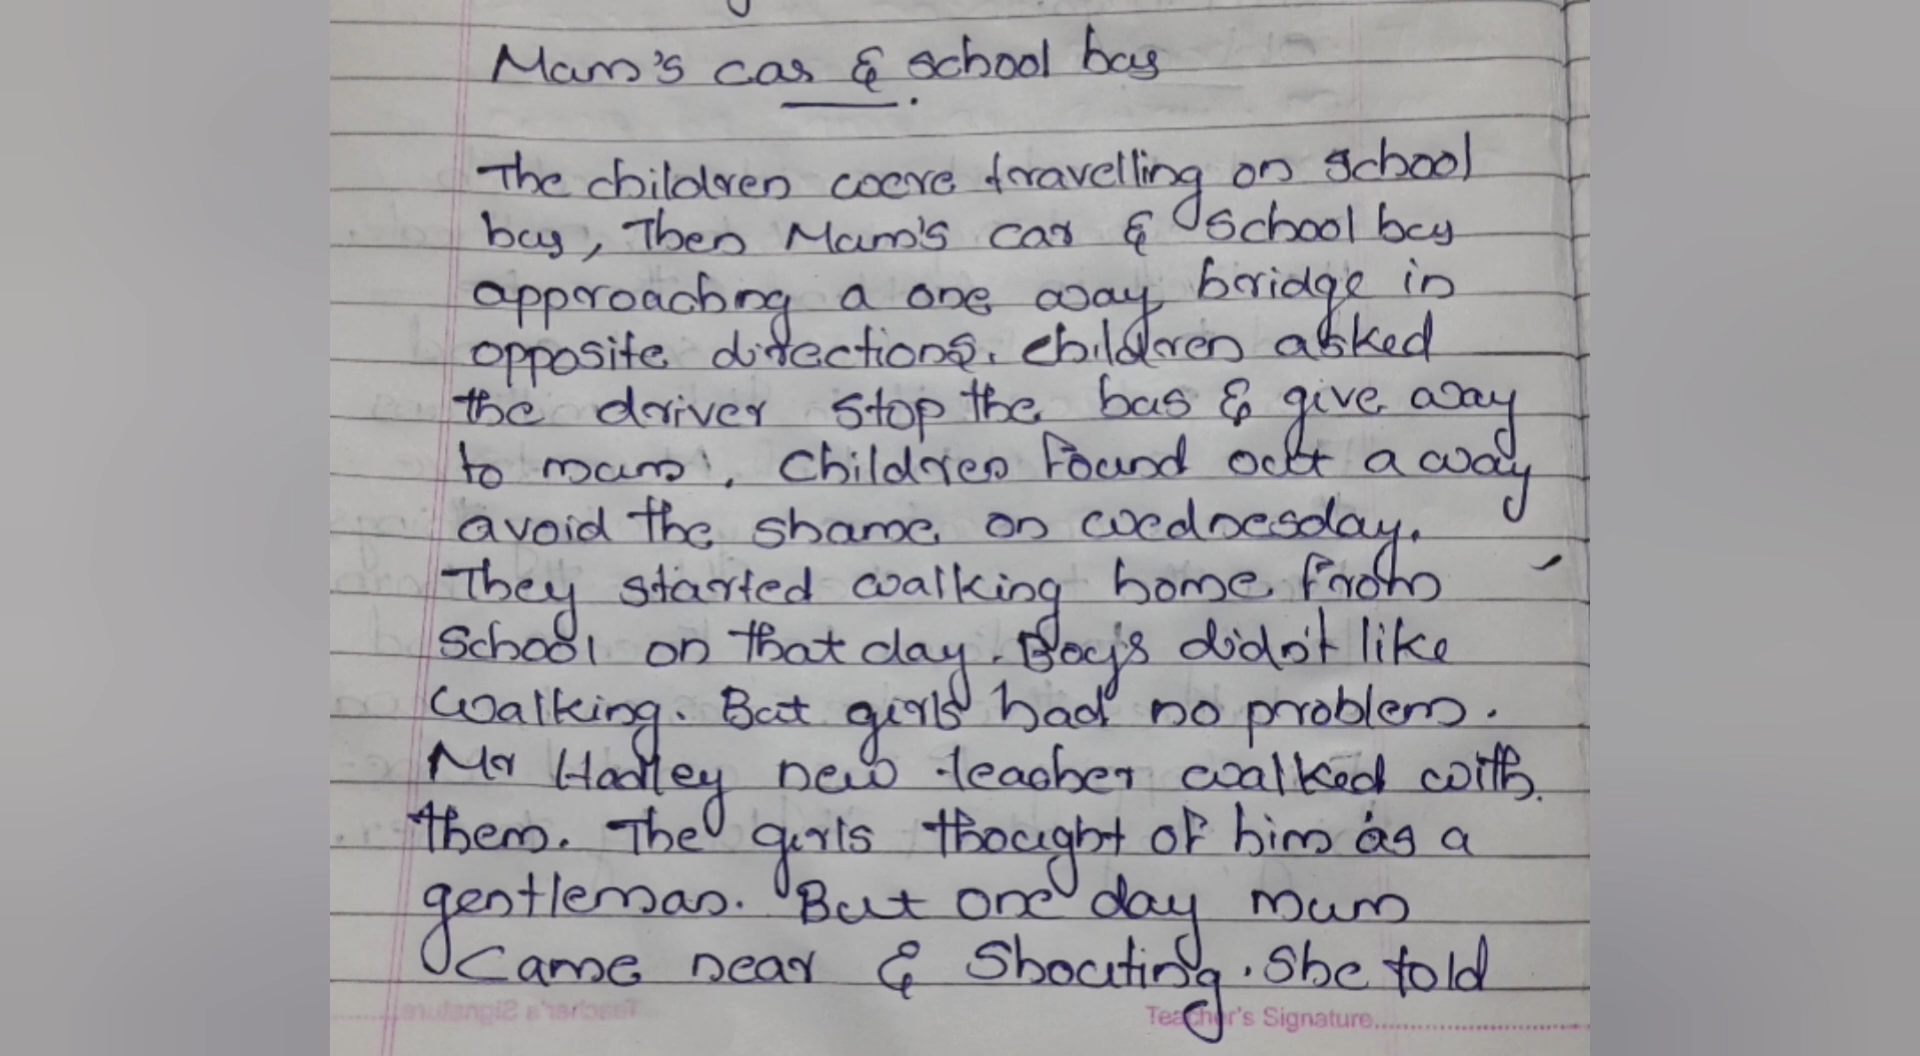 Mam's car & school bus
The children were travelling on school
bus, Then Mam's car & school bus
approaching a one way bridge in
opposite directions. children asked
the driver stop the bus & give way
to mum. Children found out a way
avoid the shame on wednesday.
They started walking home from
School on that day. Boys didn't like
walking. But girls had no problem.
Mr Hadley new teacher walked with
them. The girls thought of him as a
gentleman. But one day mum
Came near & Shouting. She told
Teacher's Signature